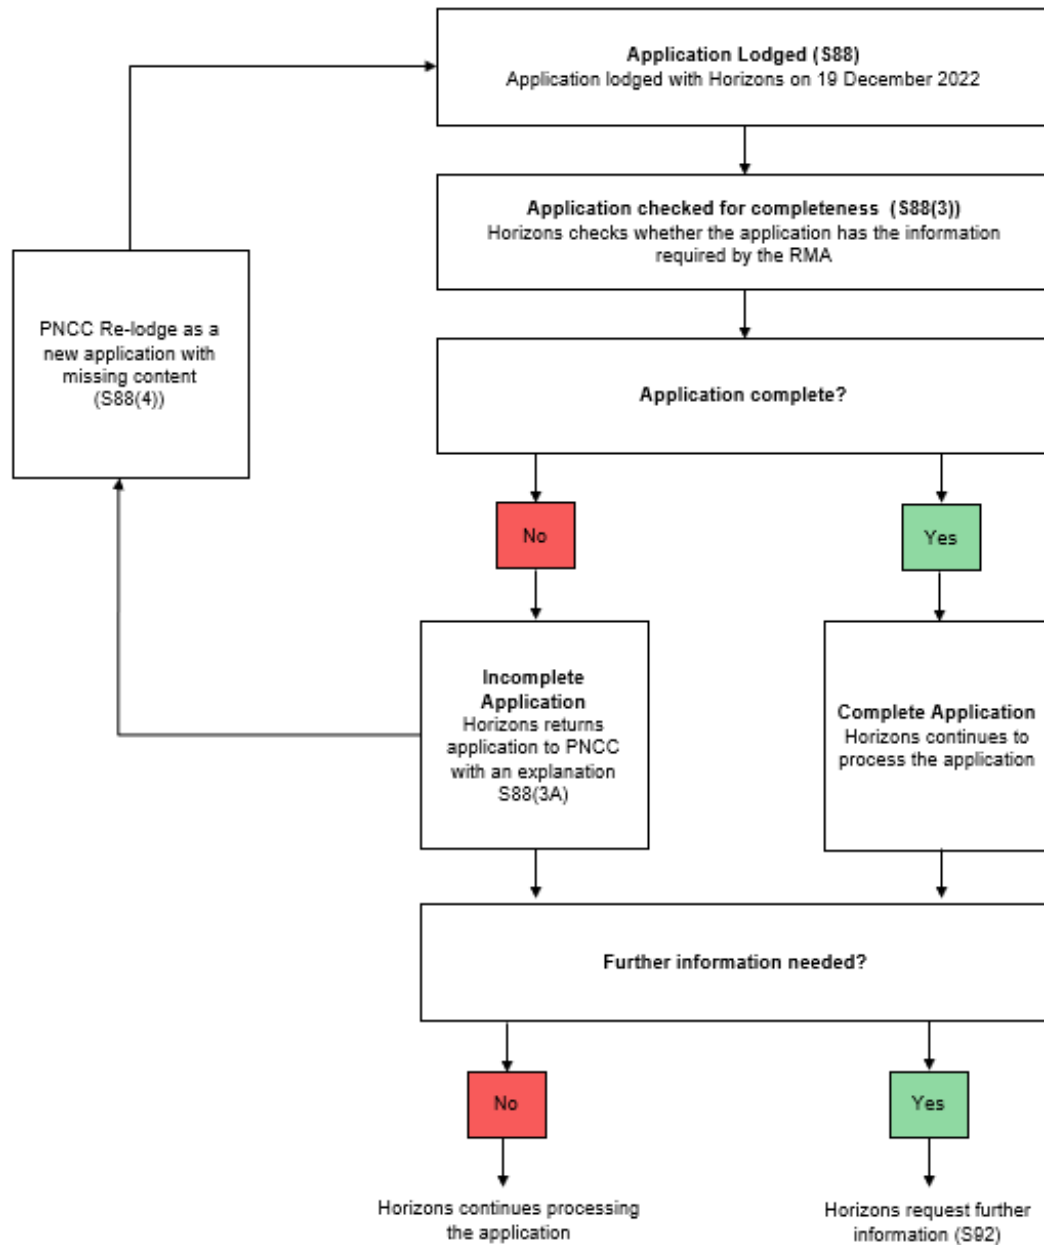 Application Lodged (S88)
Application lodged with Horizons on 19 December 2022
Application checked for completeness (S88(3))
Horizons checks whether the application has the information
required by the RMA
PNCC Re-lodge as a
new application with
missing content
(S88(4))
Application complete?
No
Yes
Incomplete
Application
Horizons returns
application to PNCC
with an explanation
S88(3A)
Complete Application
Horizons continues to
process the application
Further information needed?
No
Yes
Horizons continues processing
the application
Horizons request further
information (S92)